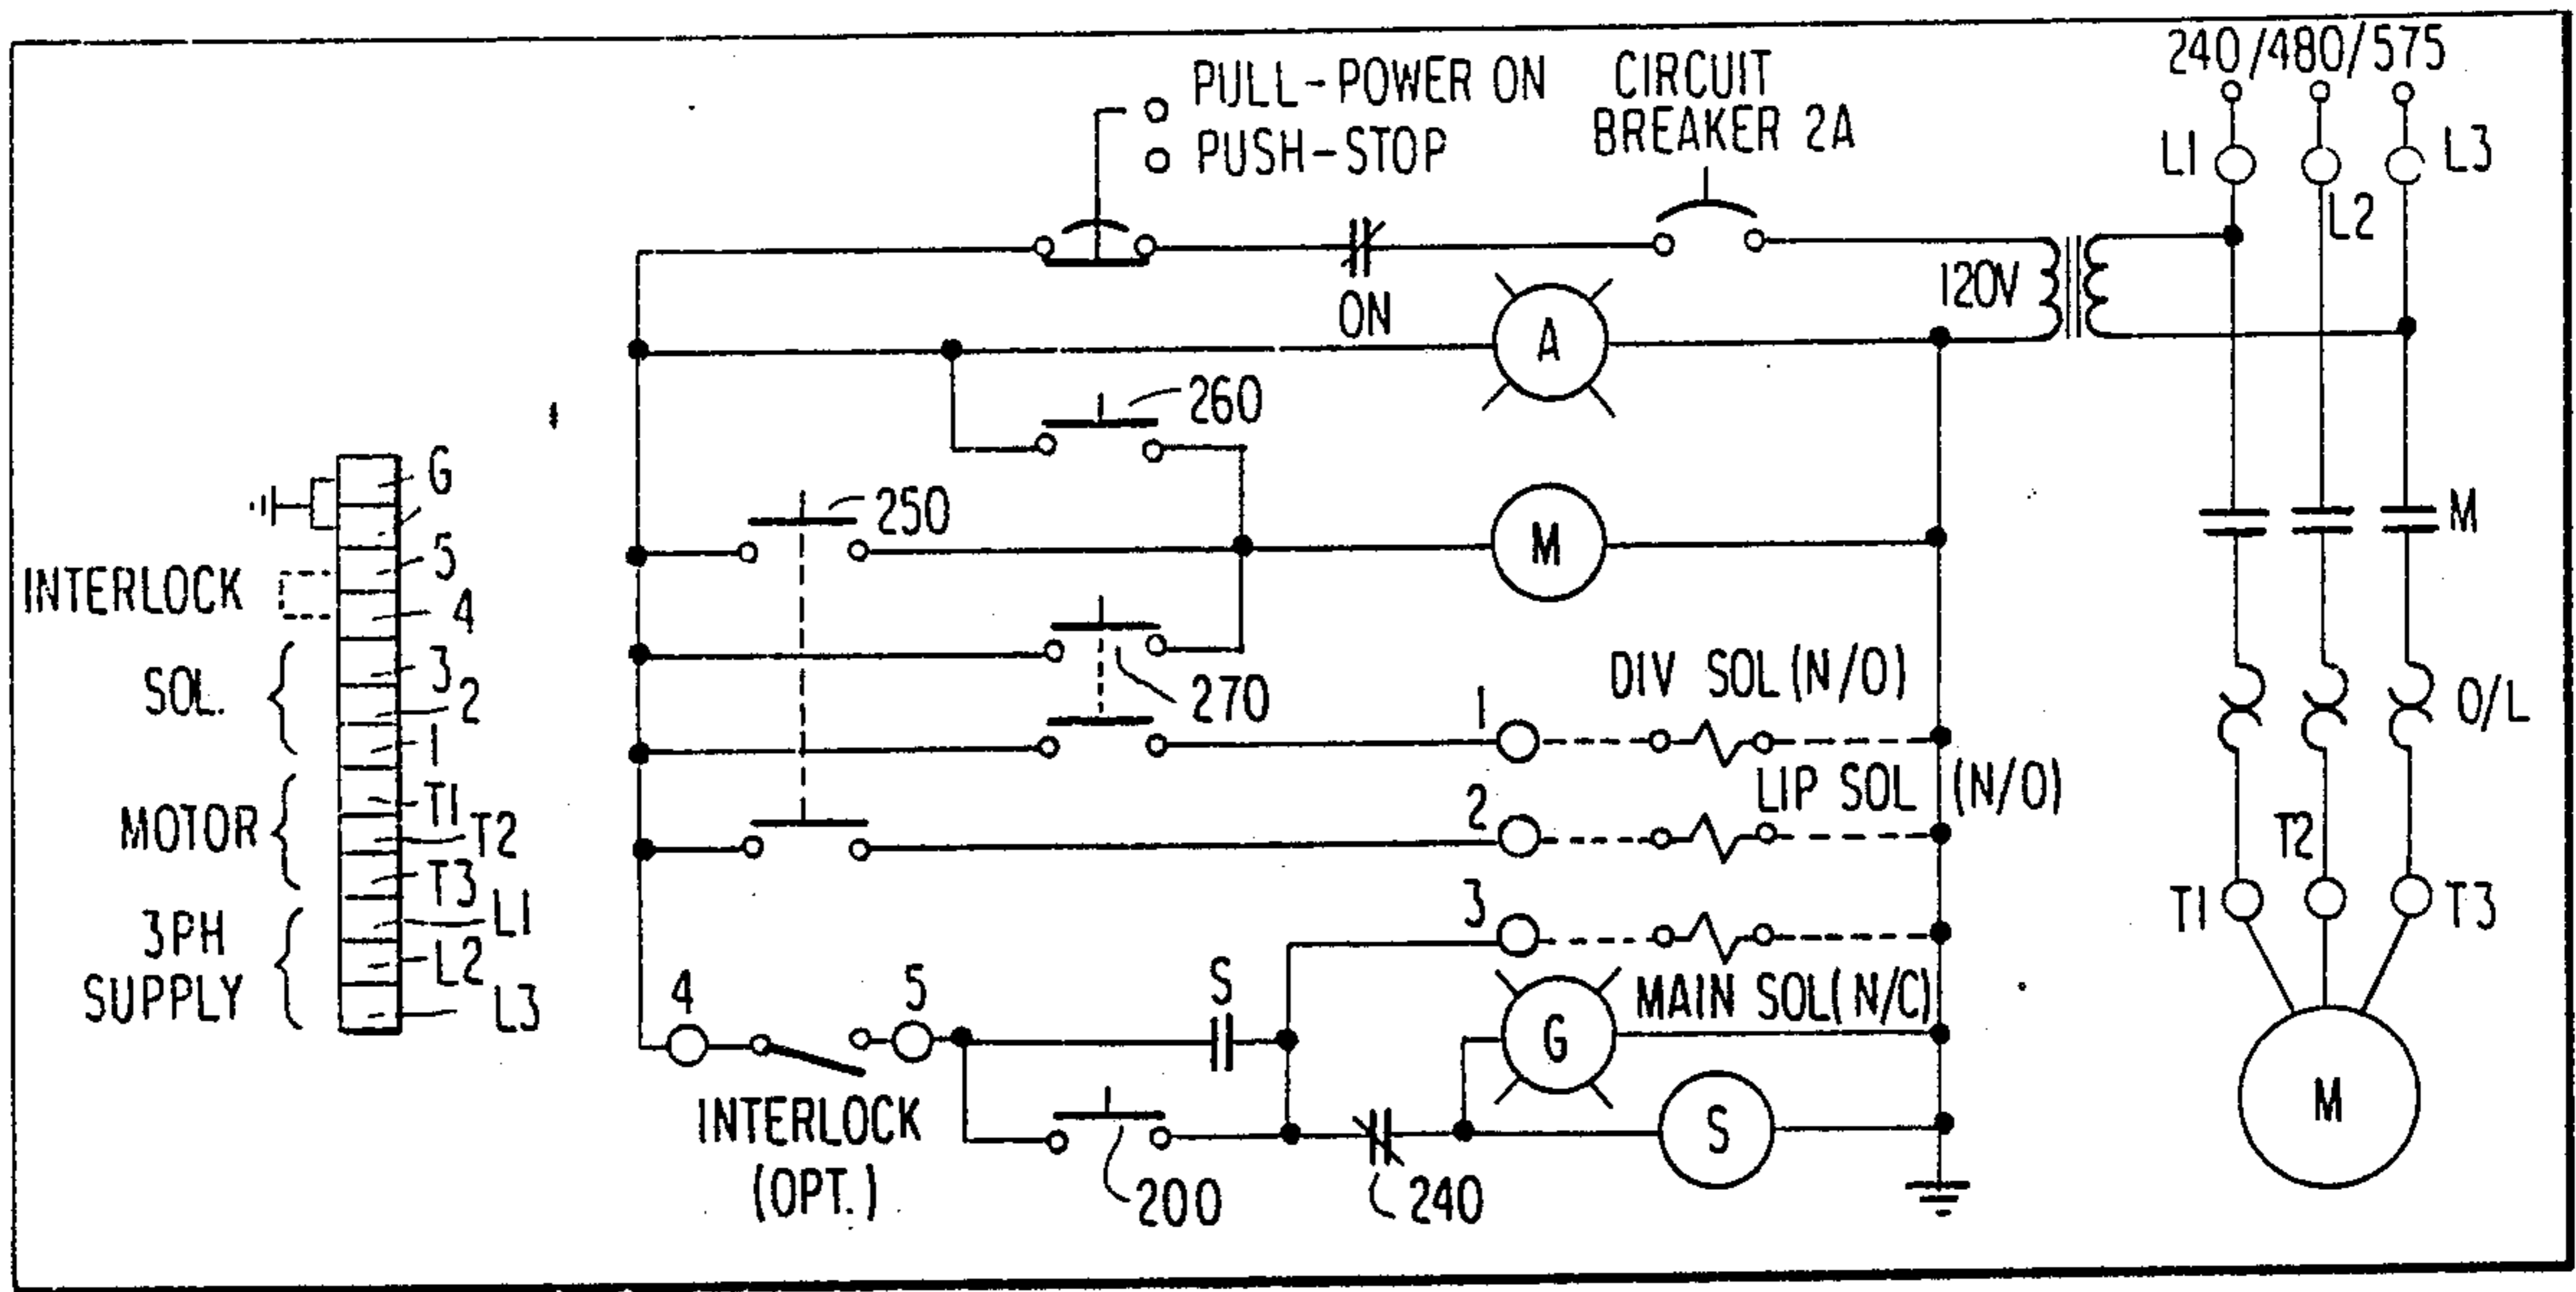 240/480/575
PULL-POWER ON
PUSH-STOP
CIRCUIT
BREAKER 2A
L1
L2
L3
120V
ON
A
260
250
M
M
270
DIV SOL (N/O)
O/L
1
LIP SOL (N/O)
2
T2
T1
T3
3
MAIN SOL (N/C)
4
5
S
G
S
M
INTERLOCK
(OPT.)
200
240
G
5
INTERLOCK
4
3
SOL.
2
1
T1
MOTOR
T2
T3
L1
3PH
SUPPLY
L2
L3